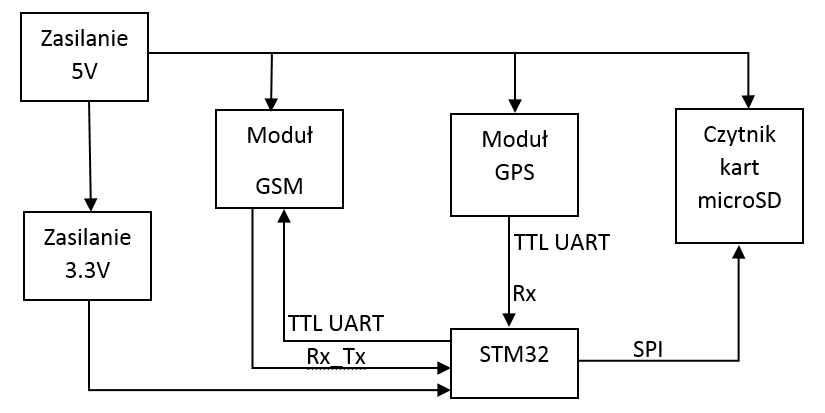 Zasilanie
5V
Moduł
GSM
Moduł
GPS
Czytnik
kart
microSD
Zasilanie
3.3V
TTL UART
Rx
TTL UART
Rx_Tx
STM32
SPI